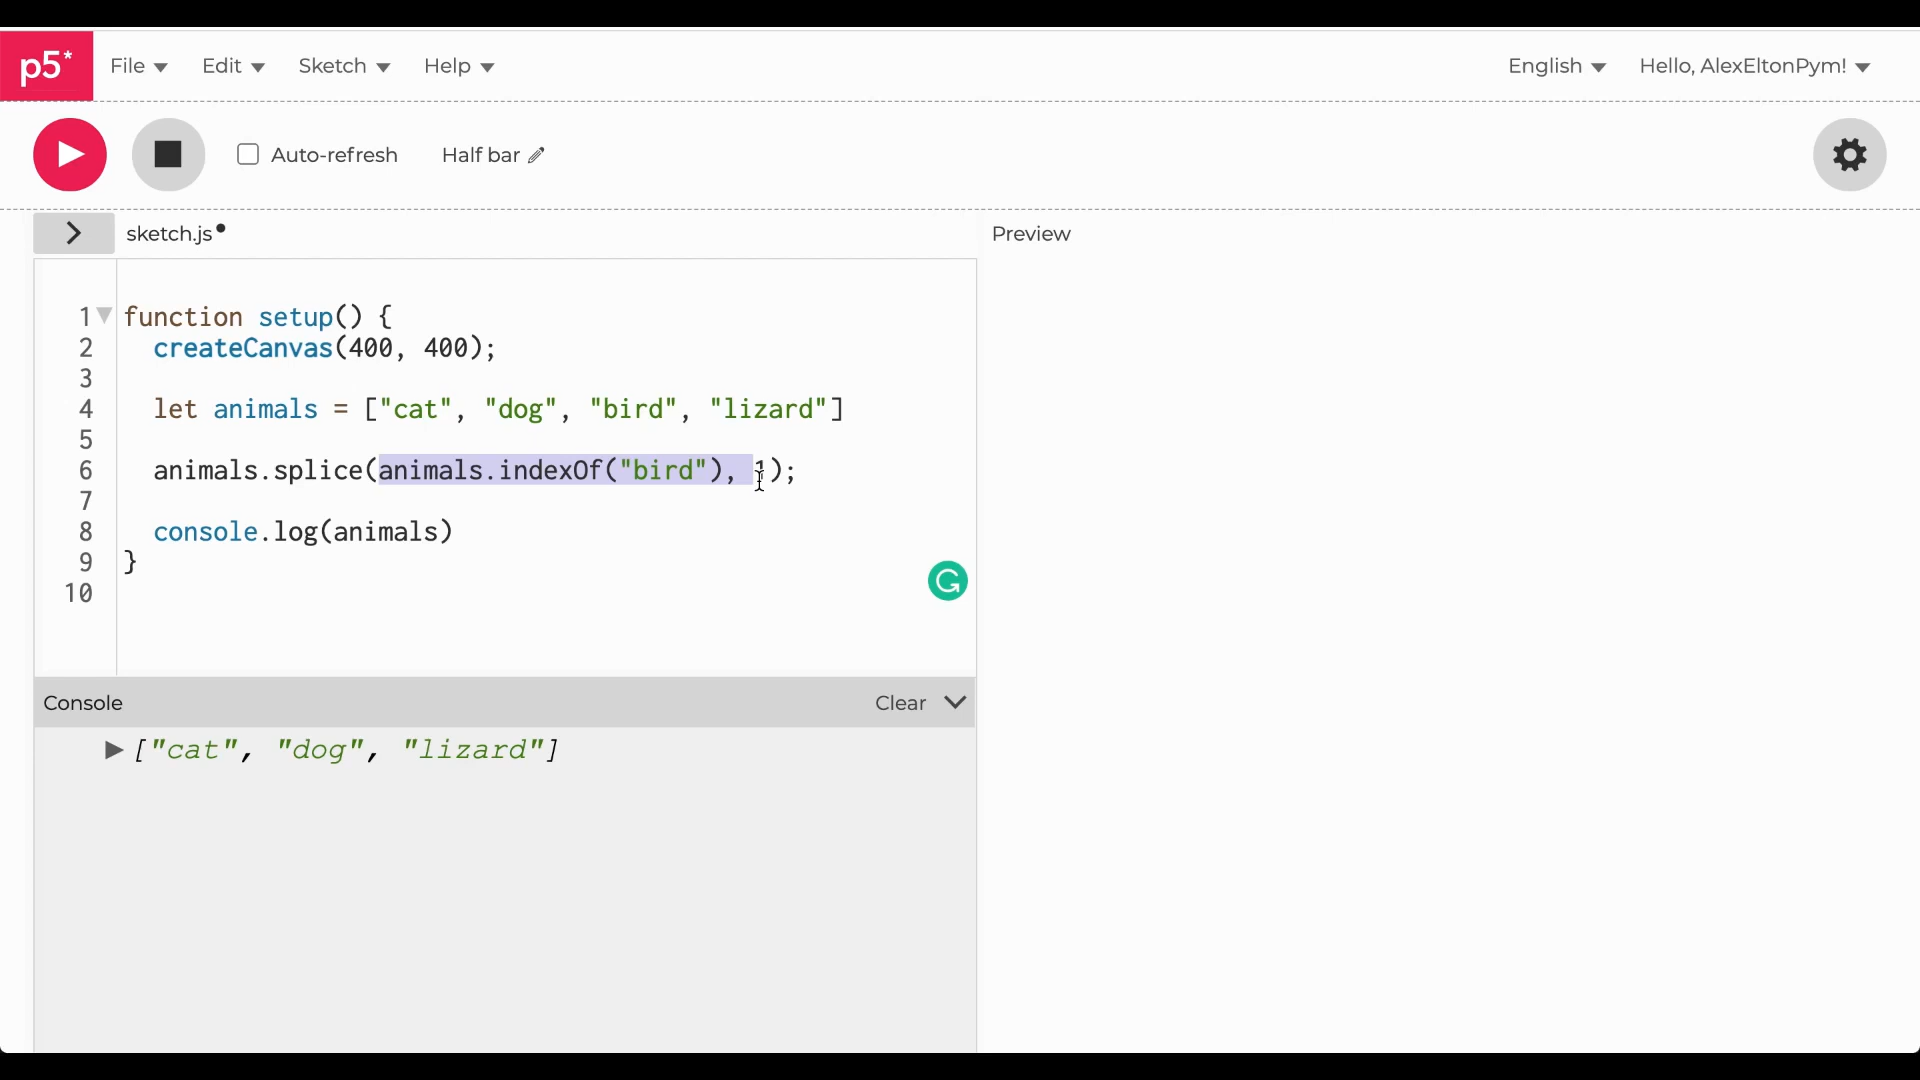 p5* File Edit Sketch Help English Hello, AlexEltonPym!
Auto-refresh Half bar
sketch.js Preview
1 function setup() {
2 createCanvas(400, 400);
3
4 let animals = ["cat", "dog", "bird", "lizard"]
5
6 animals.splice(animals.indexOf("bird"), 1);
7
8 console.log(animals)
9 }
10
Console Clear
["cat", "dog", "lizard"]